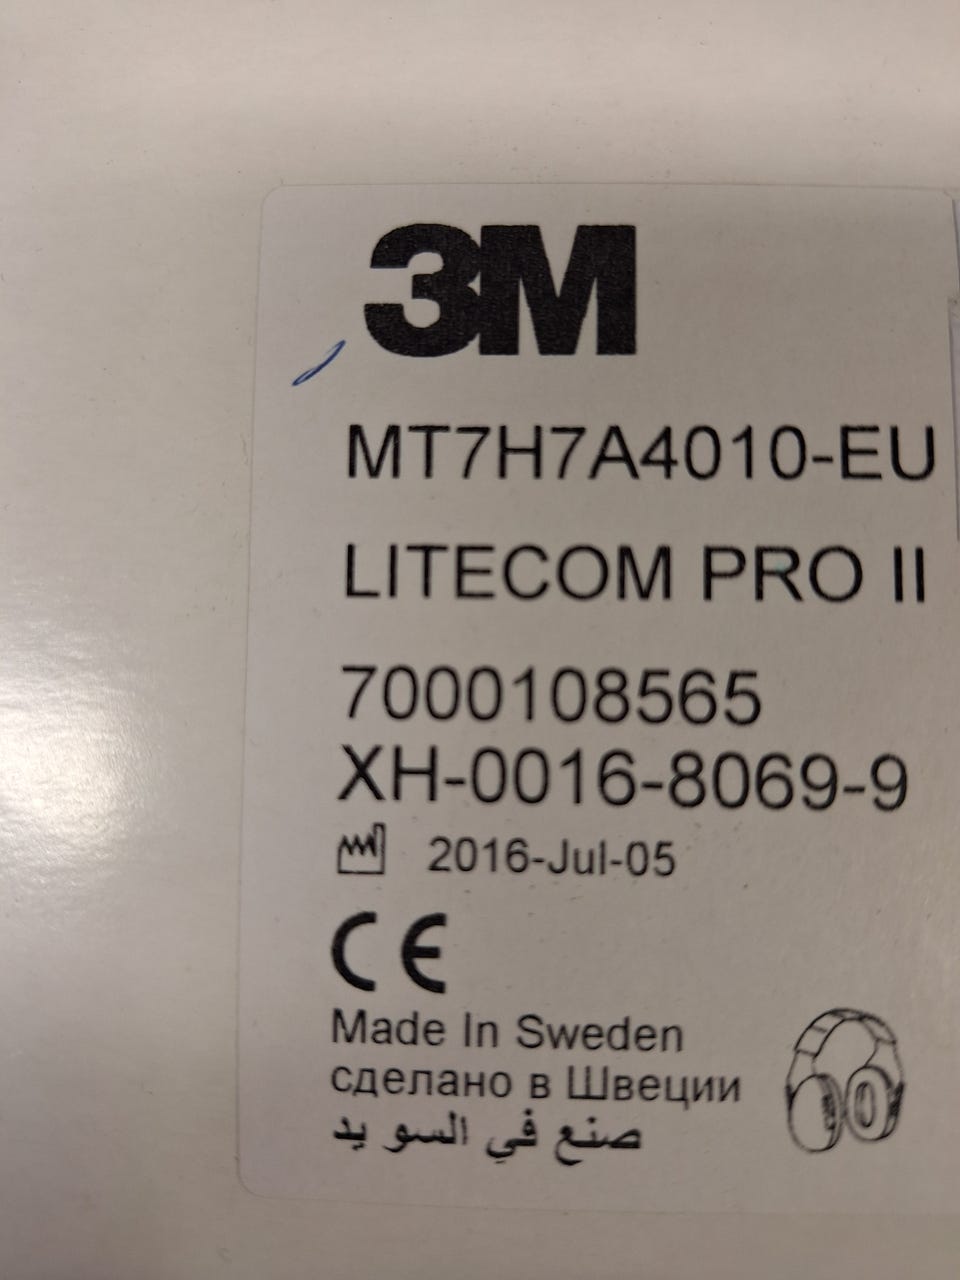 3M
MT7H7A4010-EU
LITECOM PRO II
7000108565
XH-0016-8069-9
2016-Jul-05
CE
Made In Sweden
сделано в Швеции
صنع في السو يد